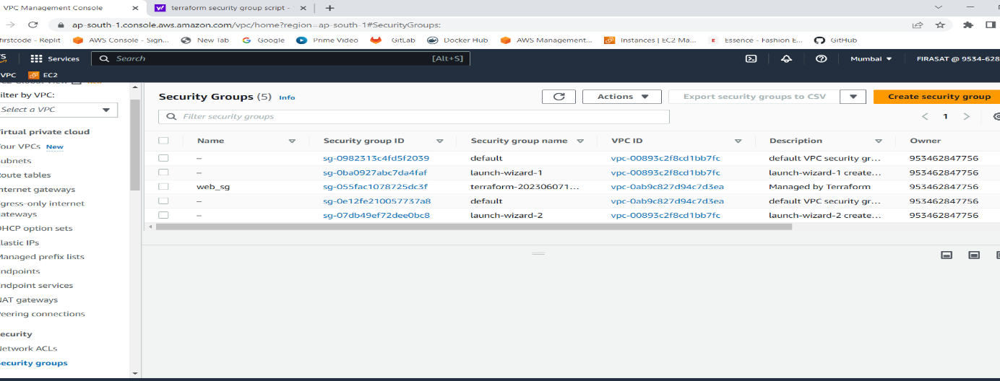 VPC Management Console
terraform security group script -
ap-south-1.console.aws.amazon.com/vpc/home?region=ap-south-1#SecurityGroups:
firstcode - Replit AWS Console - Sign... New Tab Google Prime Video GitLab Docker Hub AWS Management... Instances | EC2 Ma... Essence - Fashion E... GitHub
Services Search [Alt+S] Mumbai FIRASAT @ 9534-628
VPC EC2
ilter by VPC:
Select a VPC
irtual private cloud
our VPCs New
ubnets
oute tables
nternet gateways
gress-only internet
ateways
HCP option sets
lastic IPs
anaged prefix lists
ndpoints
ndpoint services
AT gateways
eering connections
ecurity
etwork ACLs
ecurity groups
Security Groups (5) Info
Actions Export security groups to CSV Create security group
Filter security groups
1
Name Security group ID Security group name VPC ID Description Owner
– sg-0982313c4fd5f2039 default vpc-00893c2f8cd1bb7fc default VPC security gr... 953462847756
– sg-0ba0927abc7da4faf launch-wizard-1 vpc-00893c2f8cd1bb7fc launch-wizard-1 create... 953462847756
web_sg sg-055fac1078725dc3f terraform-202306071... vpc-0ab9c827d94c7d3ea Managed by Terraform 953462847756
– sg-0e12fe210057737a8 default vpc-0ab9c827d94c7d3ea default VPC security gr... 953462847756
– sg-07db49ef72dee0bc8 launch-wizard-2 vpc-00893c2f8cd1bb7fc launch-wizard-2 create... 953462847756